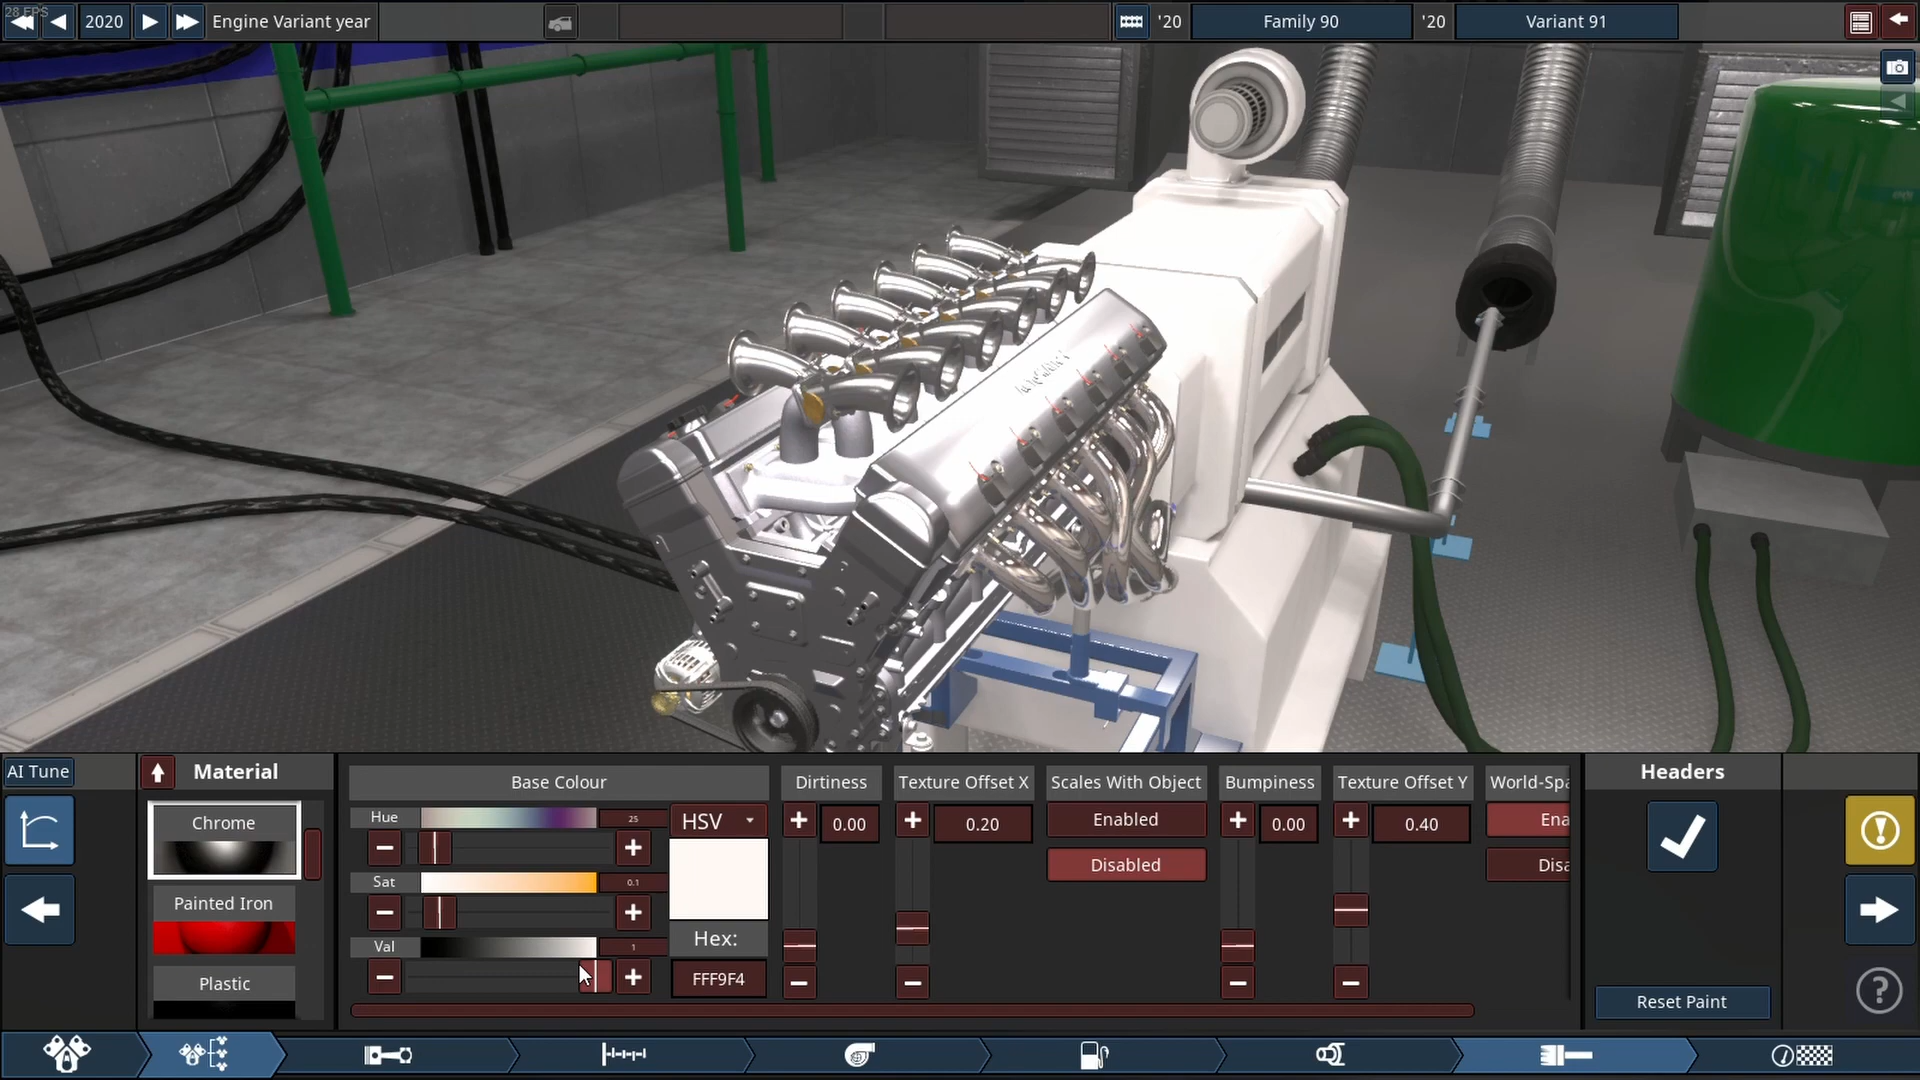 28 FPS
2020
Engine Variant year
'20
Family 90
'20
Variant 91
AI Tune
Material
Chrome
Painted Iron
Plastic
Base Colour
Hue
25
Sat
0.1
Val
1
HSV
Hex:
FFF9F4
Dirtiness
0.00
Texture Offset X
0.20
Scales With Object
Enabled
Disabled
Bumpiness
0.00
Texture Offset Y
0.40
World-Spa
Ena
Disa
Headers
Reset Paint